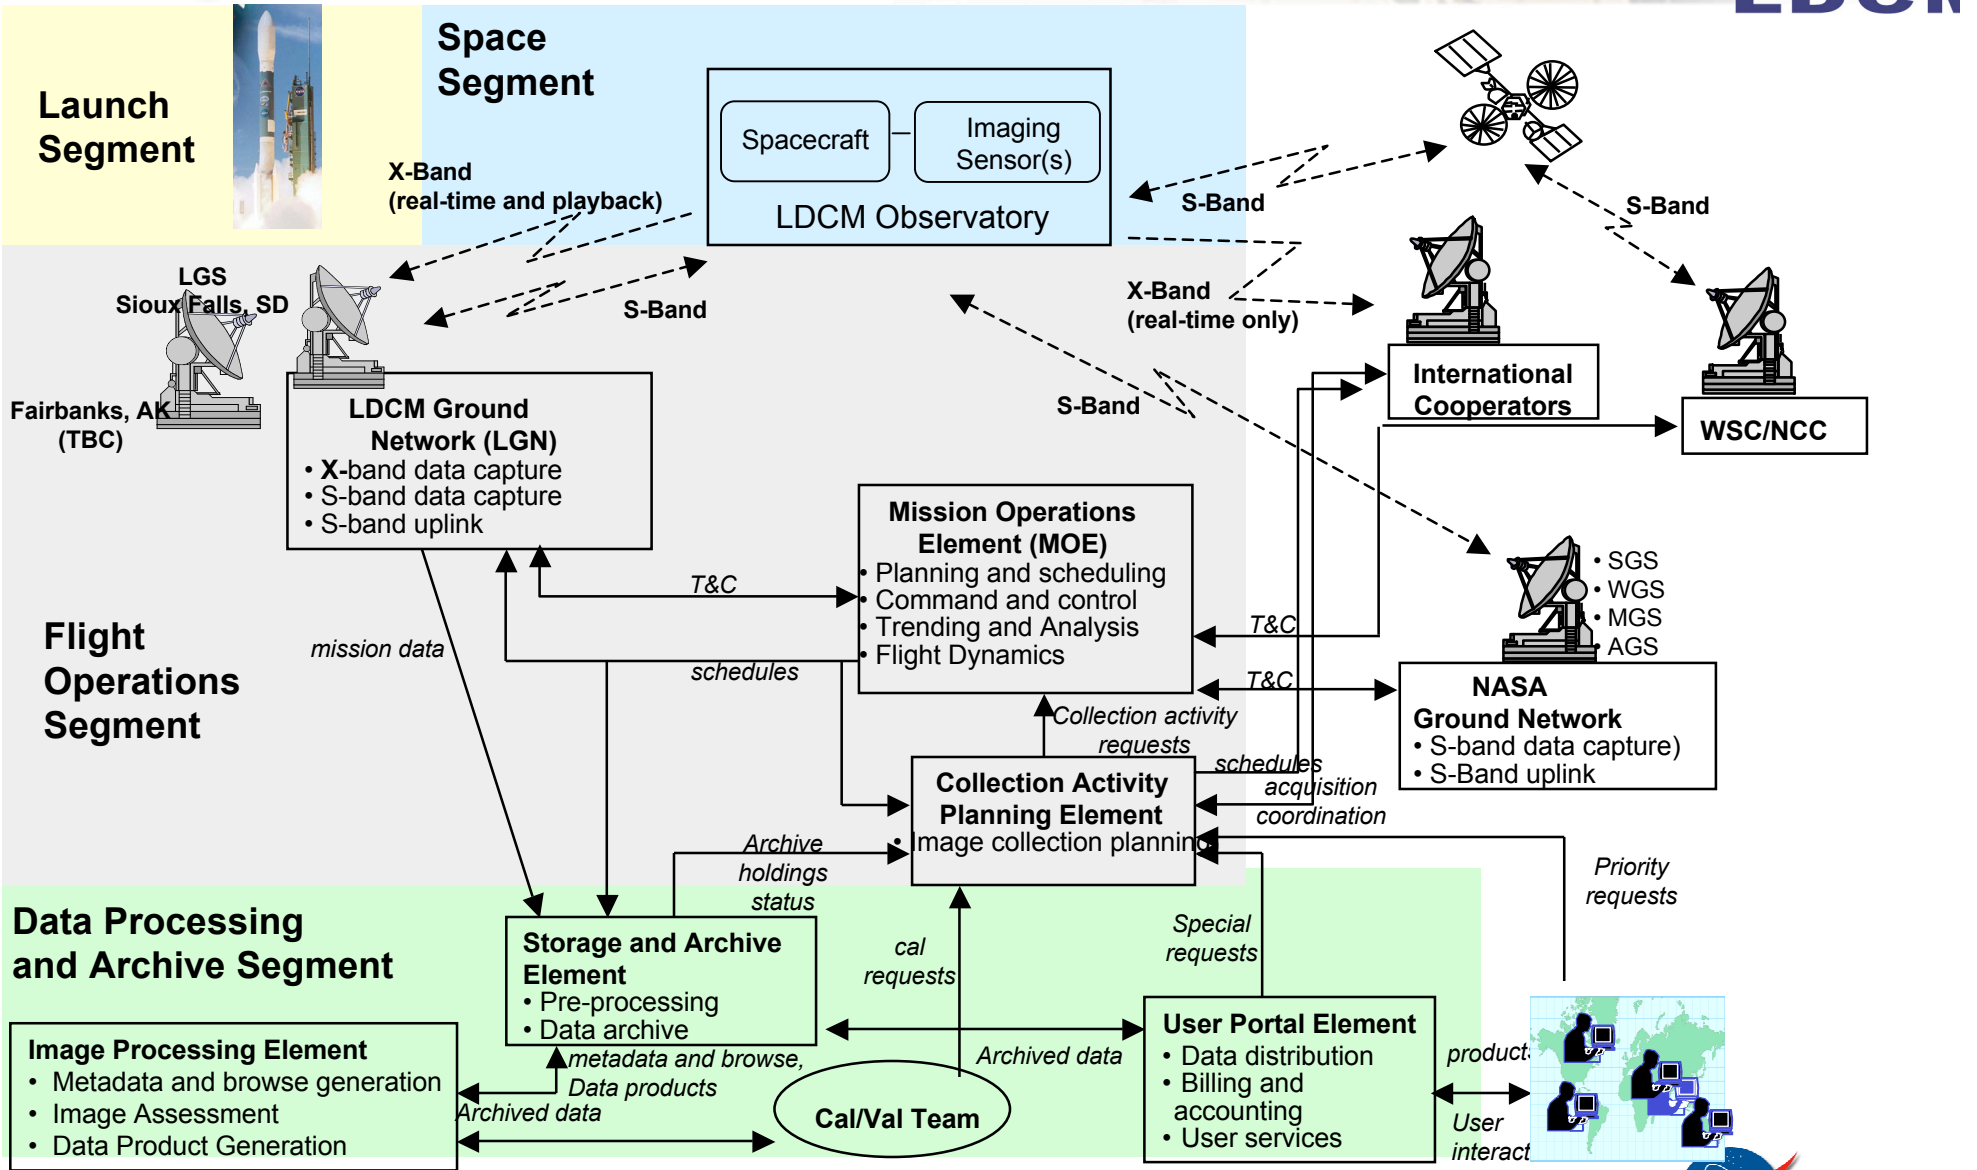 LDCM
Space
Segment
Launch
Segment
Spacecraft
Imaging
Sensor(s)
LDCM Observatory
X-Band
(real-time and playback)
S-Band
S-Band
LGS
Sioux Falls, SD
S-Band
X-Band
(real-time only)
Fairbanks, AK
(TBC)
LDCM Ground
Network (LGN)
• X-band data capture
• S-band data capture
• S-band uplink
S-Band
International
Cooperators
WSC/NCC
Mission Operations
Element (MOE)
• Planning and scheduling
• Command and control
• Trending and Analysis
• Flight Dynamics
• SGS
• WGS
• MGS
• AGS
T&C
T&C
T&C
mission data
schedules
Flight
Operations
Segment
NASA
Ground Network
• S-band data capture)
• S-Band uplink
Collection activity
requests
schedules
acquisition
coordination
Collection Activity
Planning Element
• Image collection planning
Archive
holdings
status
Priority
requests
Data Processing
and Archive Segment
Storage and Archive
Element
• Pre-processing
• Data archive
cal
requests
Special
requests
Image Processing Element
• Metadata and browse generation
• Image Assessment
• Data Product Generation
metadata and browse,
Data products
Archived data
Archived data
Cal/Val Team
User Portal Element
• Data distribution
• Billing and
accounting
• User services
products
User
interact